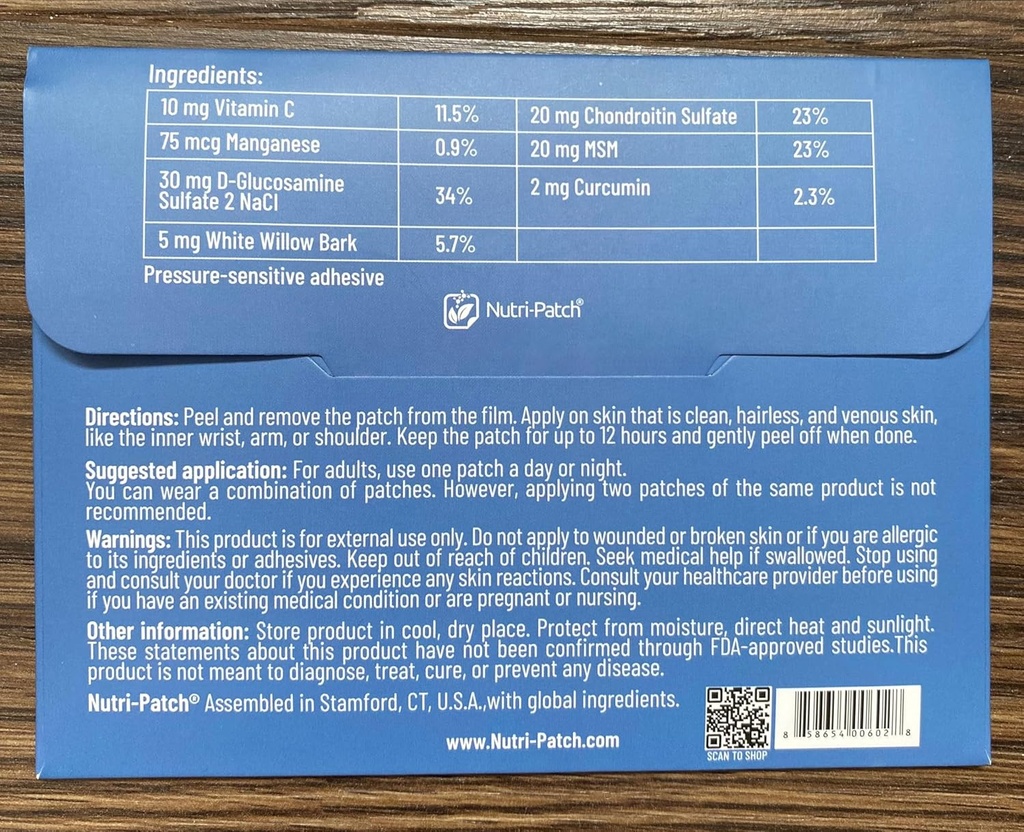 Ingredients:
10 mg Vitamin C 11.5% 20 mg Chondroitin Sulfate 23%
75 mcg Manganese 0.9% 20 mg MSM 23%
30 mg D-Glucosamine
Sulfate 2 NaCl 34% 2 mg Curcumin 2.3%
5 mg White Willow Bark 5.7%
Pressure-sensitive adhesive
Nutri-Patch®
Directions: Peel and remove the patch from the film. Apply on skin that is clean, hairless, and venous skin,
like the inner wrist, arm, or shoulder. Keep the patch for up to 12 hours and gently peel off when done.
Suggested application: For adults, use one patch a day or night.
You can wear a combination of patches. However, applying two patches of the same product is not
recommended.
Warnings: This product is for external use only. Do not apply to wounded or broken skin or if you are allergic
to its ingredients or adhesives. Keep out of reach of children. Seek medical help if swallowed. Stop using
and consult your doctor if you experience any skin reactions. Consult your healthcare provider before using
if you have an existing medical condition or are pregnant or nursing.
Other information: Store product in cool, dry place. Protect from moisture, direct heat and sunlight.
These statements about this product have not been confirmed through FDA-approved studies.This
product is not meant to diagnose, treat, cure, or prevent any disease.
Nutri-Patch® Assembled in Stamford, CT, U.S.A.,with global ingredients.
www.Nutri-Patch.com
SCAN TO SHOP
8 58654 00602 8